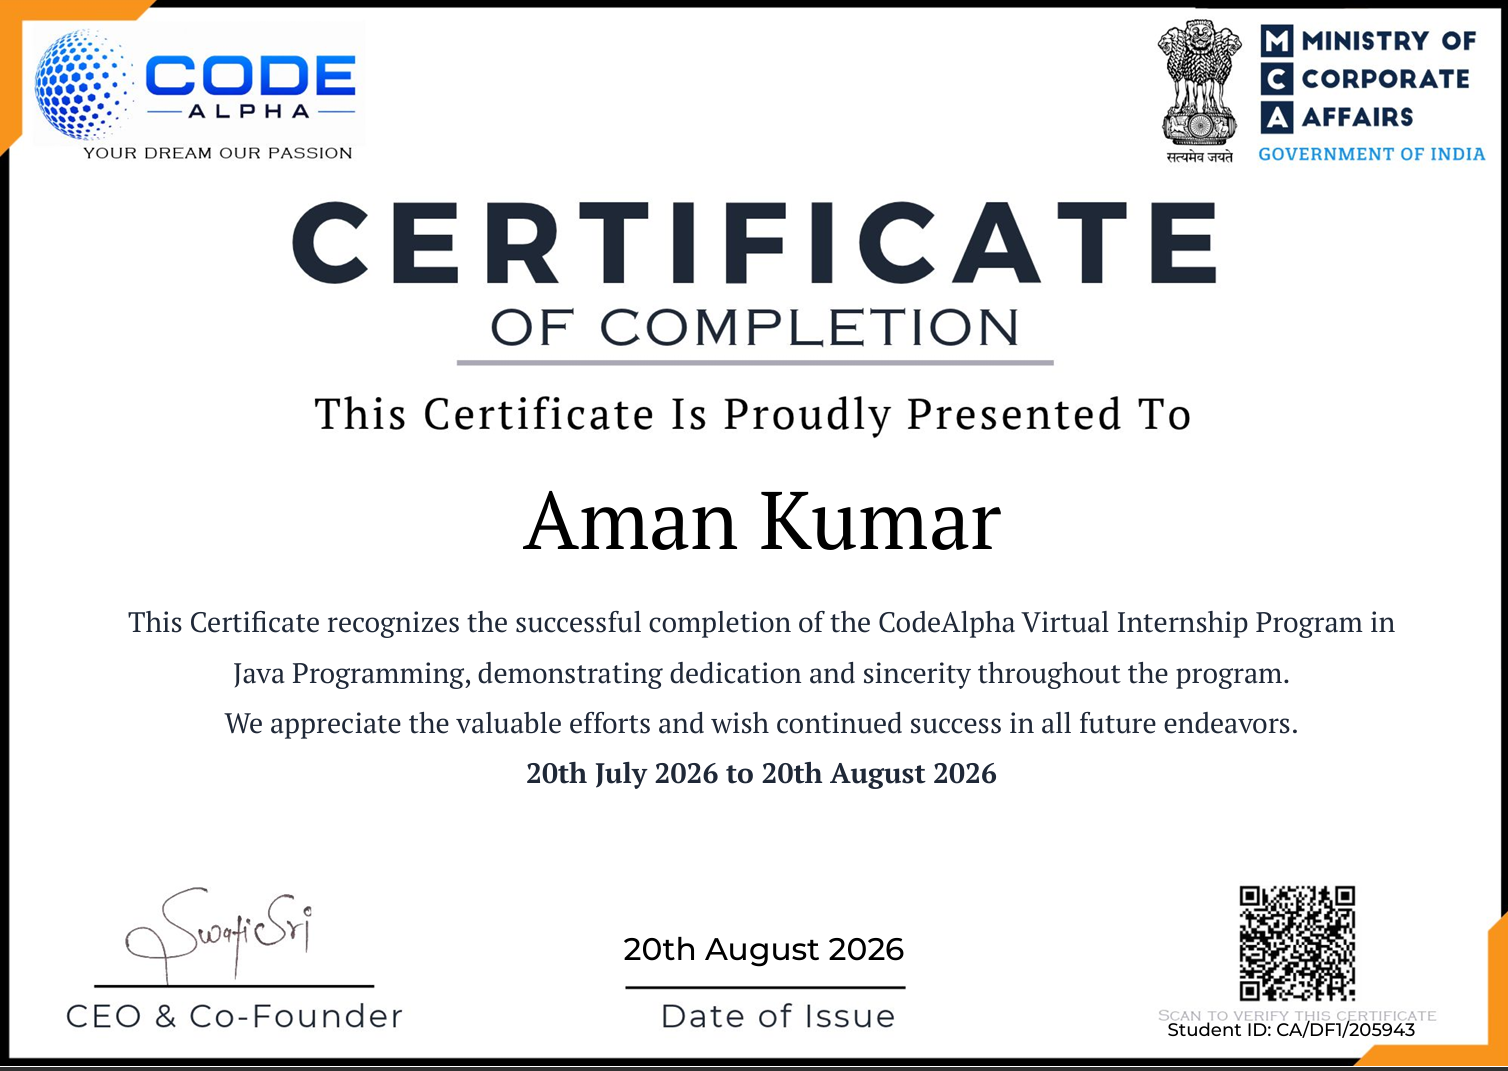 CODE
ALPHA
YOUR DREAM OUR PASSION
सत्यमेव जयते
M MINISTRY OF
C CORPORATE
A AFFAIRS
GOVERNMENT OF INDIA
CERTIFICATE
OF COMPLETION
This Certificate Is Proudly Presented To
Aman Kumar
This Certificate recognizes the successful completion of the CodeAlpha Virtual Internship Program in
Java Programming, demonstrating dedication and sincerity throughout the program.
We appreciate the valuable efforts and wish continued success in all future endeavors.
20th July 2026 to 20th August 2026
Swati Sri
CEO & Co-Founder
20th August 2026
Date of Issue
SCAN TO VERIFY THIS CERTIFICATE
Student ID: CA/DF1/205943